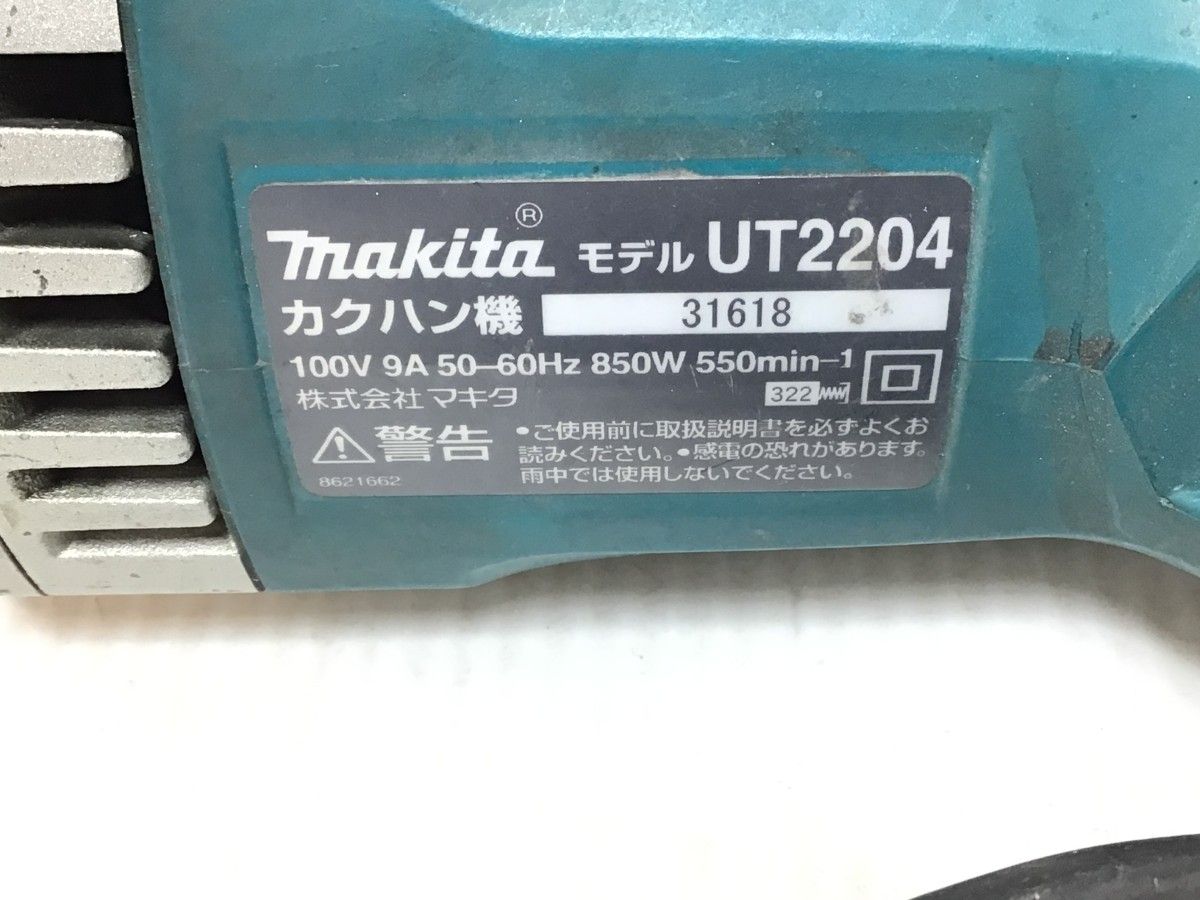 makita® モデル UT2204
カクハン機 31618
100V 9A 50-60Hz 850W 550min-1
株式会社 マキタ 322
警告 •ご使用前に取扱説明書を必ずよくお
読みください。•感電の恐れがあります。
雨中では使用しないでください。
8621662